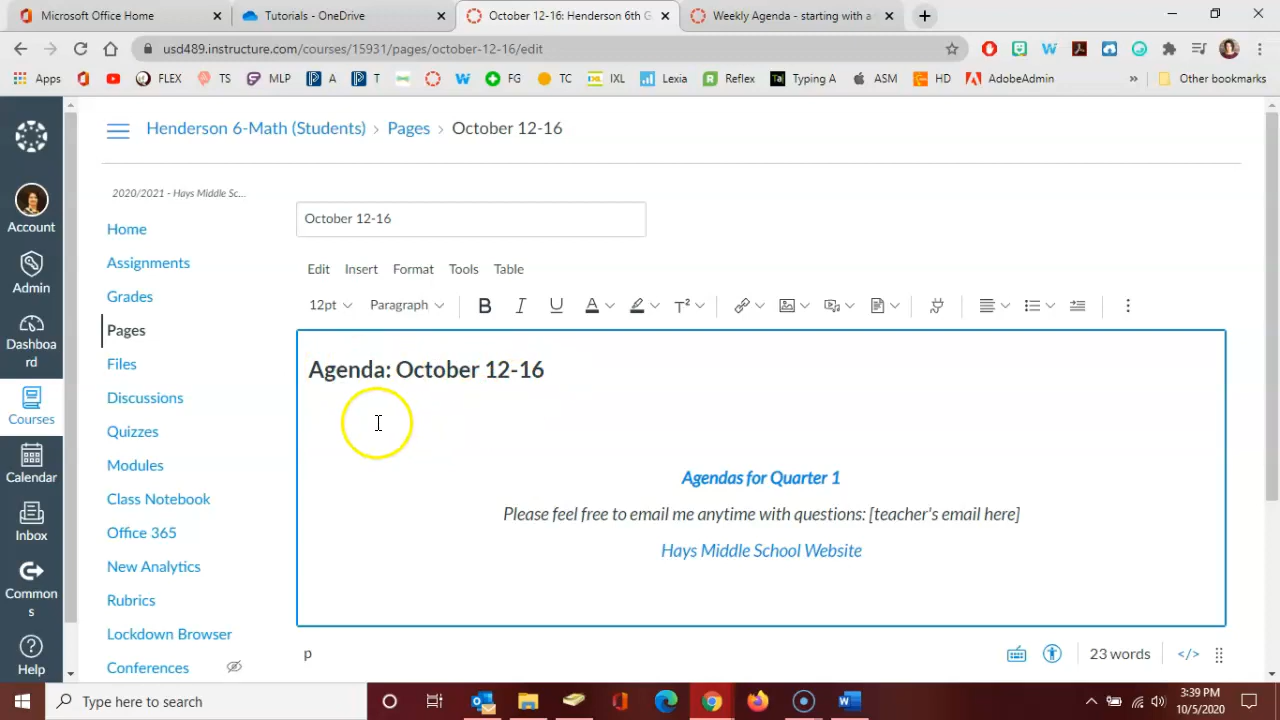 Microsoft Office Home
Tutorials - OneDrive
October 12-16: Henderson 6th G
Weekly Agenda - starting with a
usd489.instructure.com/courses/15931/pages/october-12-16/edit
Apps
FLEX
TS
MLP
A
T
W
FG
TC
IXL
Lexia
Reflex
Typing A
ASM
HD
AdobeAdmin
»
Other bookmarks
Henderson 6-Math (Students) › Pages › October 12-16
2020/2021 - Hays Middle Sc...
Account
Admin
Dashboa
rd
Courses
Calendar
Inbox
Common
s
Help
Home
Assignments
Grades
Pages
Files
Discussions
Quizzes
Modules
Class Notebook
Office 365
New Analytics
Rubrics
Lockdown Browser
Conferences
October 12-16
Edit Insert Format Tools Table
12pt Paragraph B I U A T²
Agenda: October 12-16
Agendas for Quarter 1
Please feel free to email me anytime with questions: [teacher's email here]
Hays Middle School Website
p
23 words
</>
Type here to search
3:39 PM
10/5/2020